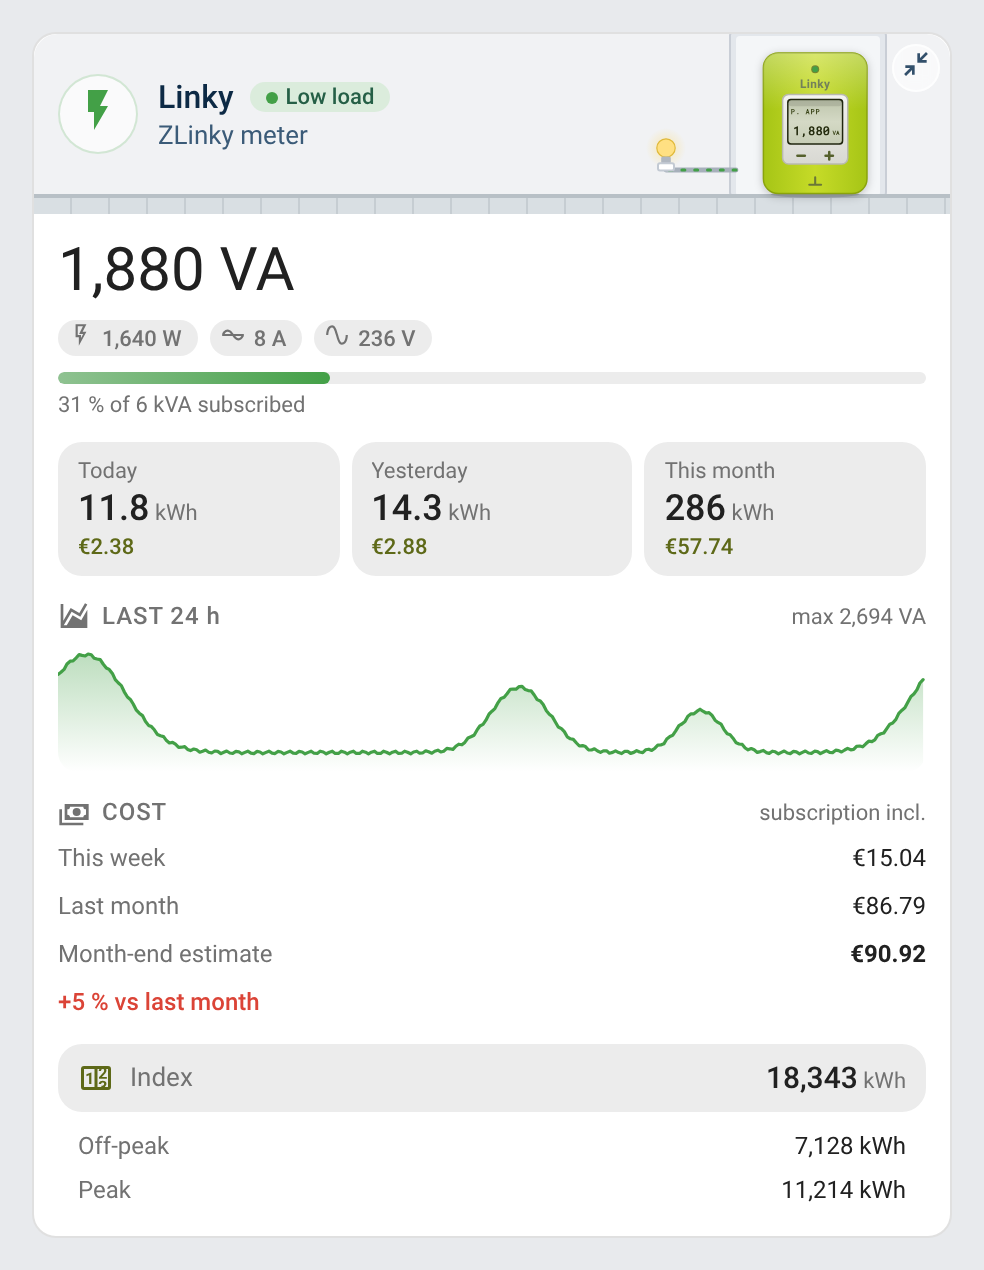 Linky
Low load
ZLinky meter
Linky
P. APP
1,880 VA
− +
1,880 VA
1,640 W
8 A
236 V
31 % of 6 kVA subscribed
Today
11.8 kWh
€2.38
Yesterday
14.3 kWh
€2.88
This month
286 kWh
€57.74
LAST 24 h
max 2,694 VA
COST
subscription incl.
This week
€15.04
Last month
€86.79
Month-end estimate
€90.92
+5 % vs last month
Index
18,343 kWh
Off-peak
7,128 kWh
Peak
11,214 kWh